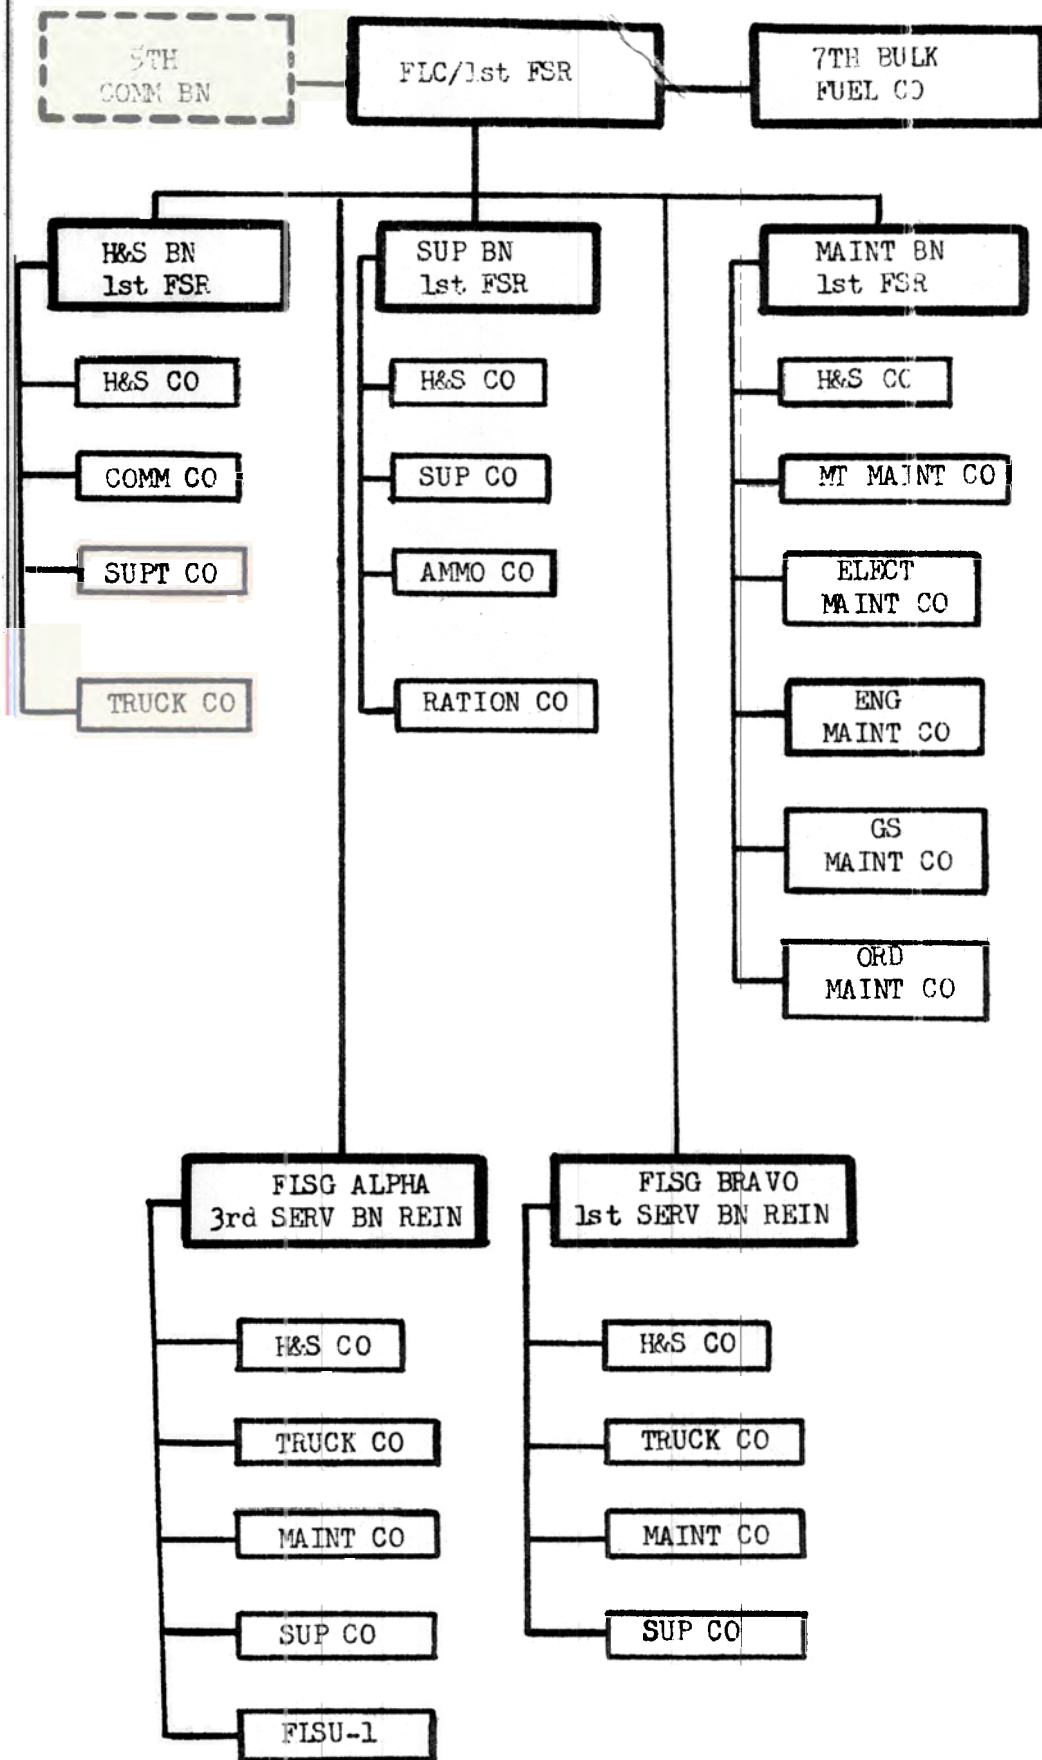 5TH
COMM BN
FLC/1st FSR
7TH BULK
FUEL CO
H&S BN
1st FSR
H&S CO
COMM CO
SUPT CO
TRUCK CO
SUP BN
1st FSR
H&S CO
SUP CO
AMMO CO
RATION CO
MAINT BN
1st FSR
H&S CO
MT MAINT CO
ELECT
MAINT CO
ENG
MAINT CO
GS
MAINT CO
ORD
MAINT CO
FLSG ALPHA
3rd SERV BN REIN
H&S CO
TRUCK CO
MAINT CO
SUP CO
FLSU-1
FLSG BRAVO
1st SERV BN REIN
H&S CO
TRUCK CO
MAINT CO
SUP CO